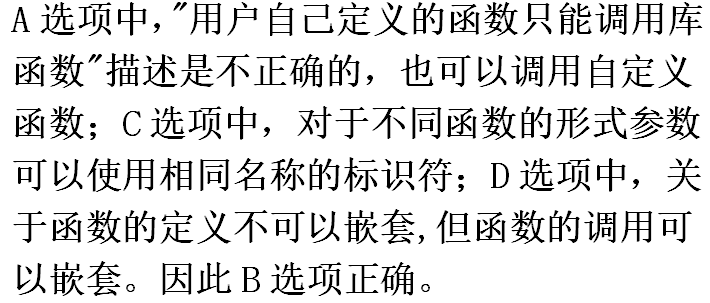 A 选项中,"用户自己定义的函数只能调用库
函数"描述是不正确的，也可以调用自定义
函数；C 选项中，对于不同函数的形式参数
可以使用相同名称的标识符；D 选项中，关
于函数的定义不可以嵌套,但函数的调用可
以嵌套。因此 B 选项正确。